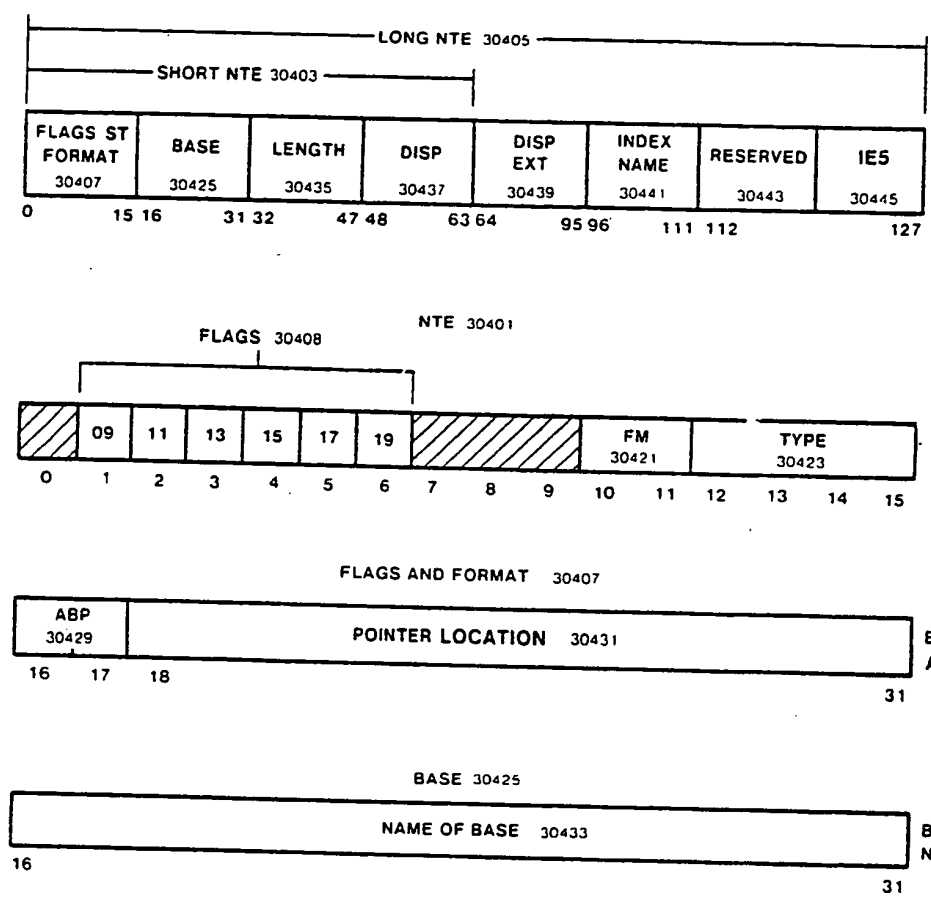 LONG NTE 30405
SHORT NTE 30403
FLAGS ST FORMAT 30407
BASE 30425
LENGTH 30435
DISP 30437
DISP EXT 30439
INDEX NAME 30441
RESERVED 30443
IE5 30445
0 15 16 31 32 47 48 63 64 95 96 111 112 127
NTE 30401
FLAGS 30408
09 11 13 15 17 19
FM 30421
TYPE 30423
0 1 2 3 4 5 6 7 8 9 10 11 12 13 14 15
FLAGS AND FORMAT 30407
ABP 30429
POINTER LOCATION 30431
16 17 18 31
BASE 30425
NAME OF BASE 30433
B
N
16 31